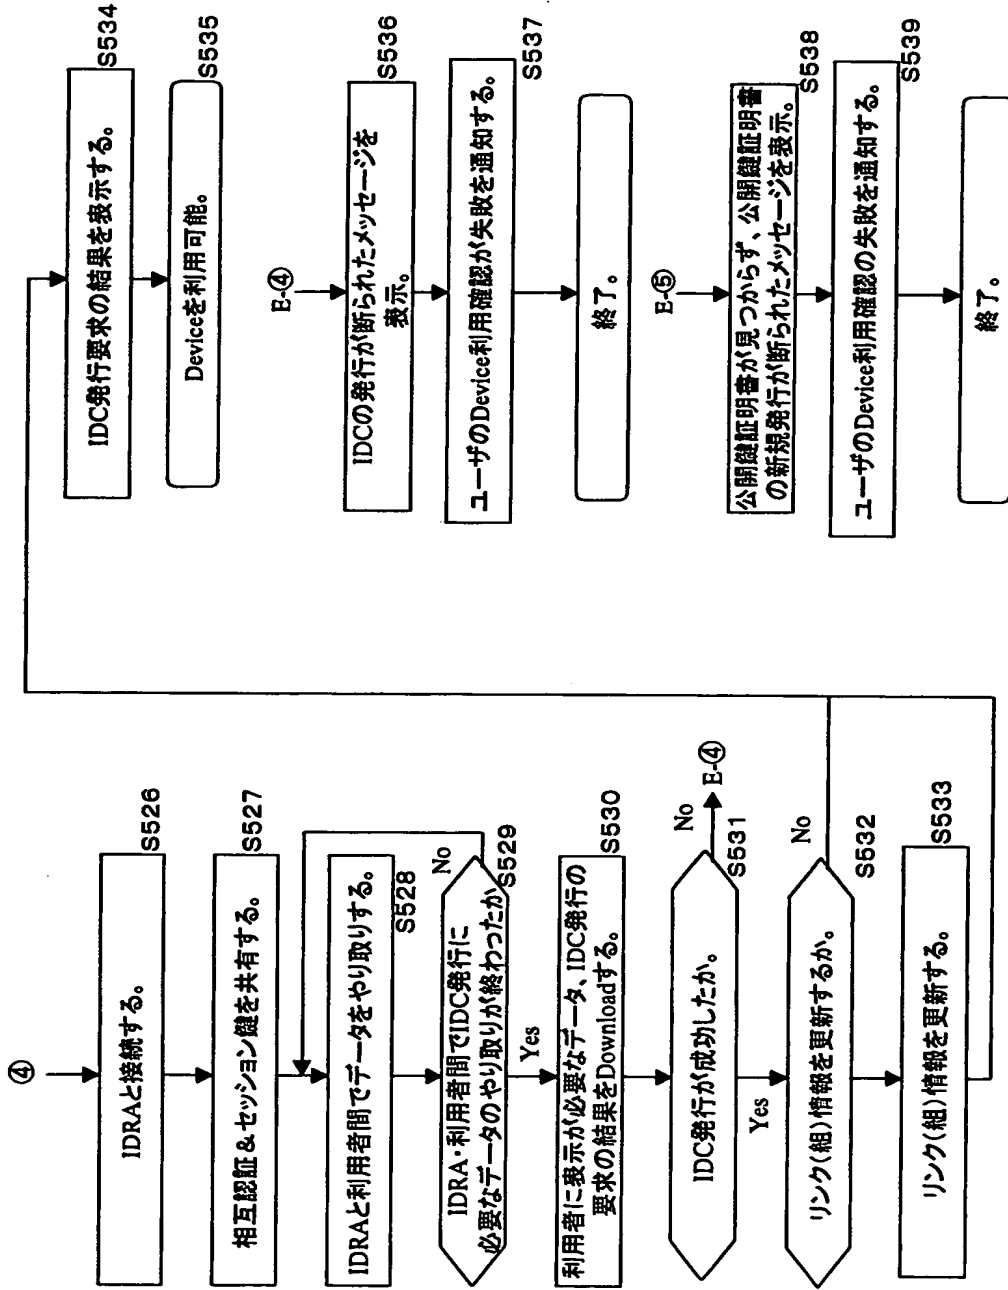 ④
IDRAと接続する。
S526
相互認証&セッション鍵を共有する。
S527
IDRAと利用者間でデータをやり取りする。
S528
IDRA・利用者間でIDC発行に
必要なデータのやり取りが終わったか
No
S529
Yes
利用者に表示が必要なデータ、IDC発行の
要求の結果をDownloadする。
S530
IDC発行が成功したか。
No
E-④
S531
Yes
リンク(組)情報を更新するか。
No
S532
リンク(組)情報を更新する。
S533
IDC発行要求の結果を表示する。
S534
Deviceを利用可能。
S535
E-④
IDCの発行が断られたメッセージを
表示。
S536
ユーザのDevice利用確認が失敗を通知する。
S537
終了。
E-⑤
公開鍵証明書が見つからず、公開鍵証明書
の新規発行が断られたメッセージを表示。
S538
ユーザのDevice利用確認の失敗を通知する。
S539
終了。